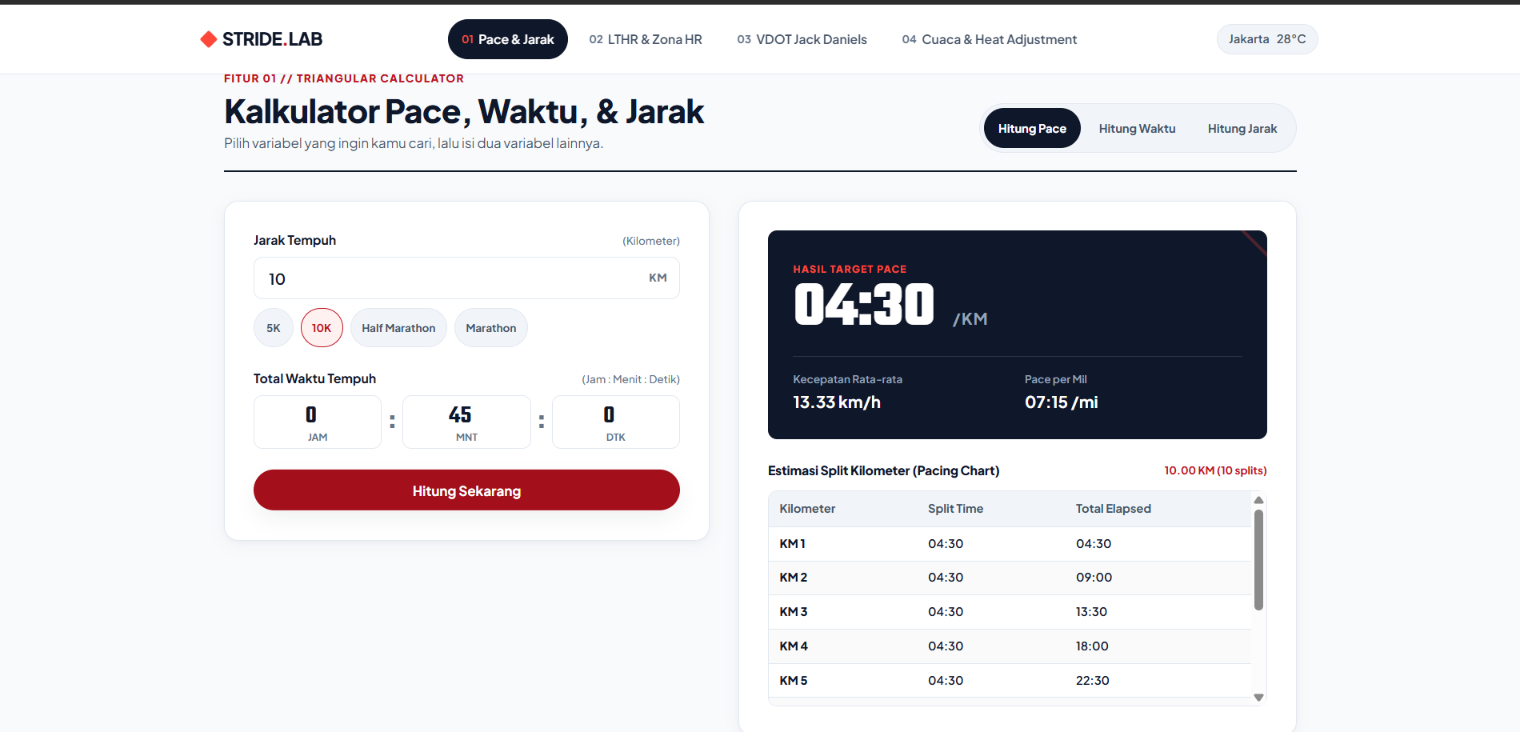 STRIDE.LAB
01 Pace & Jarak
02 LTHR & Zona HR
03 VDOT Jack Daniels
04 Cuaca & Heat Adjustment
Jakarta 28°C
FITUR 01 // TRIANGULAR CALCULATOR
Kalkulator Pace, Waktu, & Jarak
Pilih variabel yang ingin kamu cari, lalu isi dua variabel lainnya.
Hitung Pace
Hitung Waktu
Hitung Jarak
Jarak Tempuh (Kilometer)
10 KM
5K 10K Half Marathon Marathon
Total Waktu Tempuh (Jam : Menit : Detik)
0 : 45 : 0
JAM MNT DTK
Hitung Sekarang
HASIL TARGET PACE
04:30 /KM
Kecepatan Rata-rata Pace per Mil
13.33 km/h 07:15 /mi
Estimasi Split Kilometer (Pacing Chart) 10.00 KM (10 splits)
Kilometer Split Time Total Elapsed
KM 1 04:30 04:30
KM 2 04:30 09:00
KM 3 04:30 13:30
KM 4 04:30 18:00
KM 5 04:30 22:30